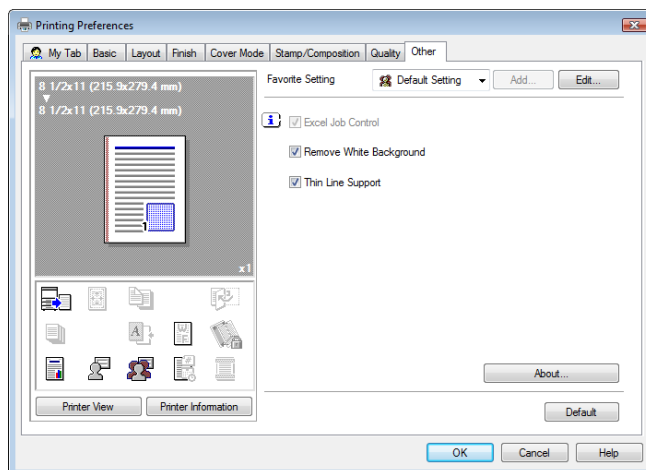 Printing Preferences
My Tab Basic Layout Finish Cover Mode Stamp/Composition Quality Other
8 1/2x11 (215.9x279.4 mm)
8 1/2x11 (215.9x279.4 mm)
1
x1
Printer View Printer Information
Favorite Setting Default Setting Add... Edit...
Excel Job Control
Remove White Background
Thin Line Support
About...
Default
OK Cancel Help